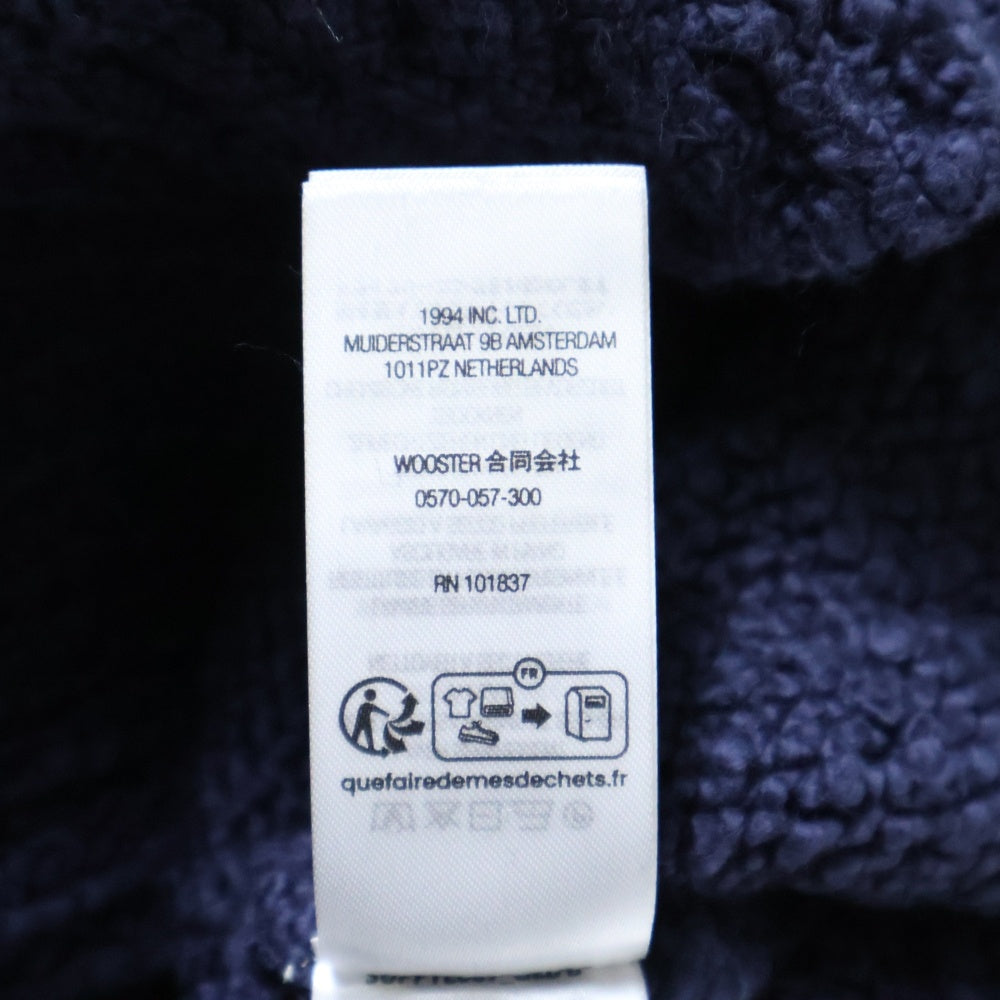 1994 INC. LTD.
MUIDERSTRAAT 9B AMSTERDAM
1011PZ NETHERLANDS
WOOSTER 合同会社
0570-057-300
RN 101837
FR
quefairedemesdechets.fr